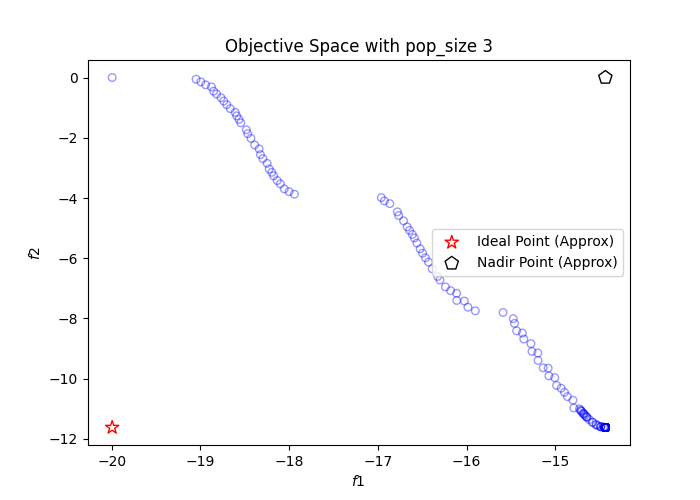 Objective Space with pop_size 3
0
−2
−4
−6
−8
−10
−12
f2
Ideal Point (Approx)
Nadir Point (Approx)
−20
−19
−18
−17
−16
−15
f1